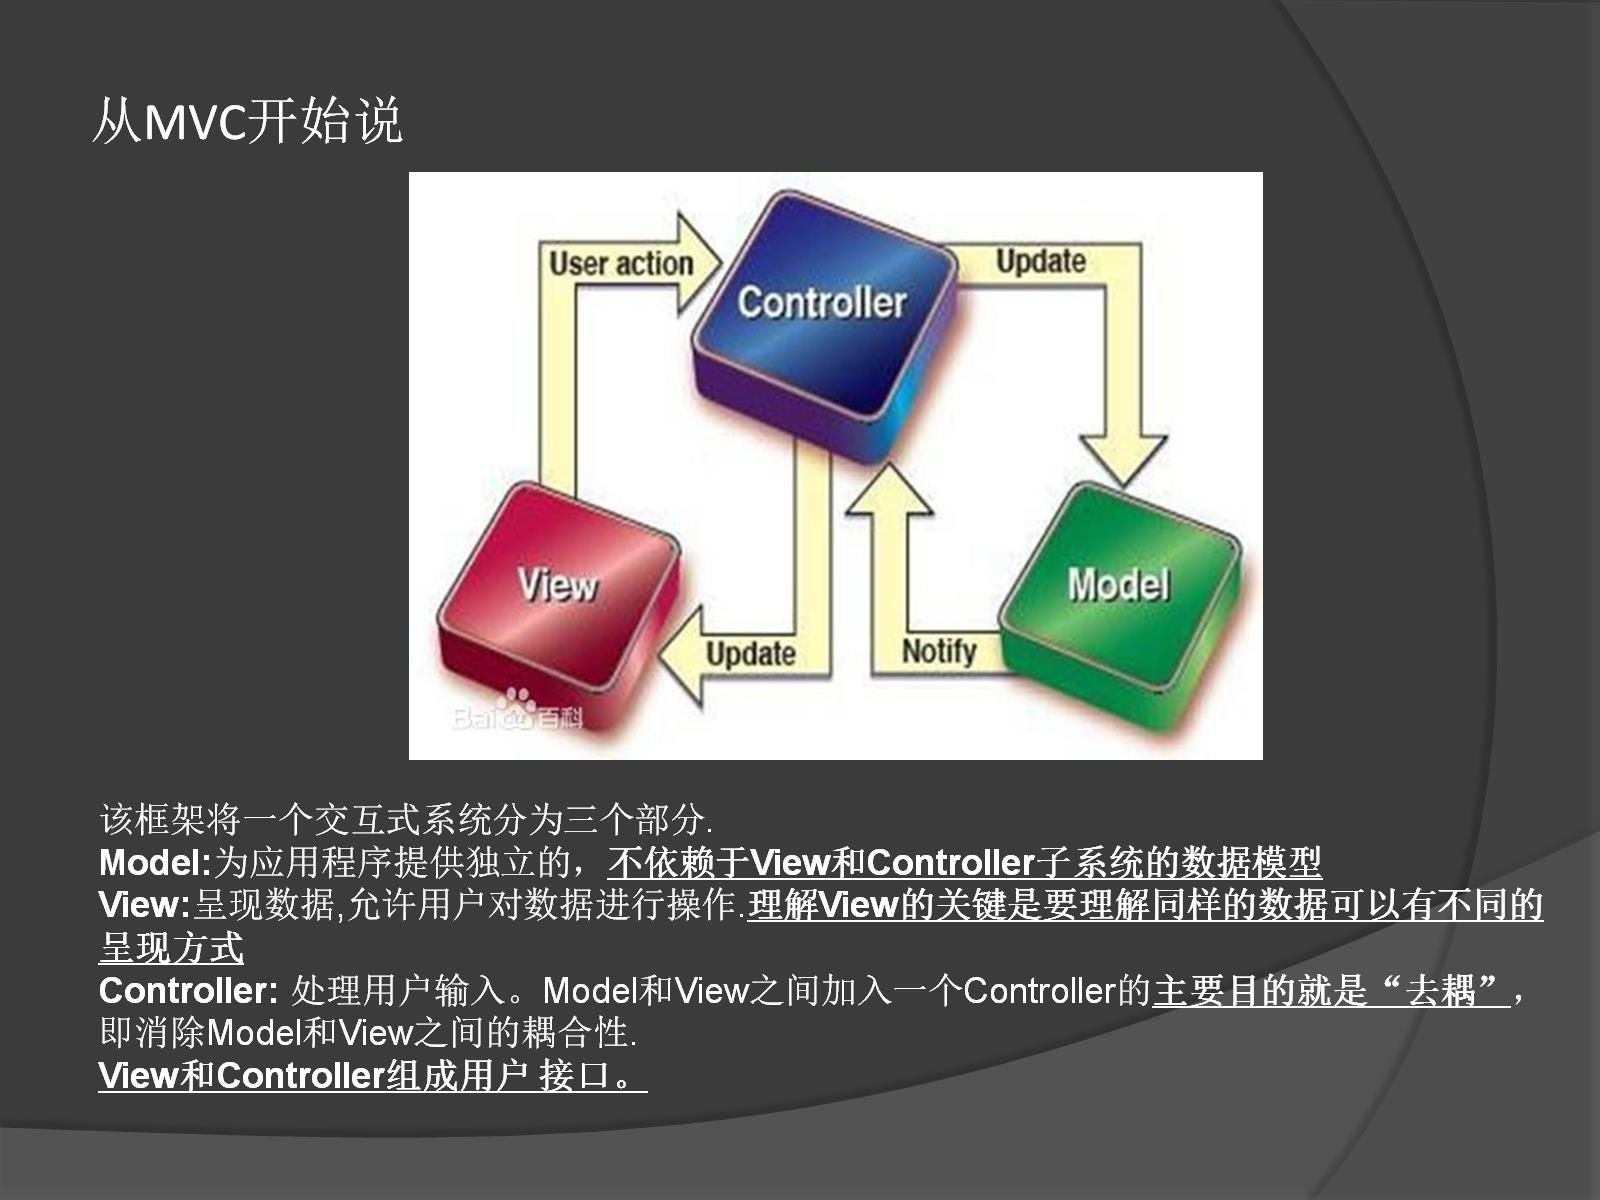 从MVC开始说
User action
Update
Controller
View
Model
Update
Notify
Baidu百科
该框架将一个交互式系统分为三个部分.
Model:为应用程序提供独立的，不依赖于View和Controller子系统的数据模型
View:呈现数据,允许用户对数据进行操作.理解View的关键是要理解同样的数据可以有不同的
呈现方式
Controller: 处理用户输入。Model和View之间加入一个Controller的主要目的就是“去耦”，
即消除Model和View之间的耦合性.
View和Controller组成用户 接口。